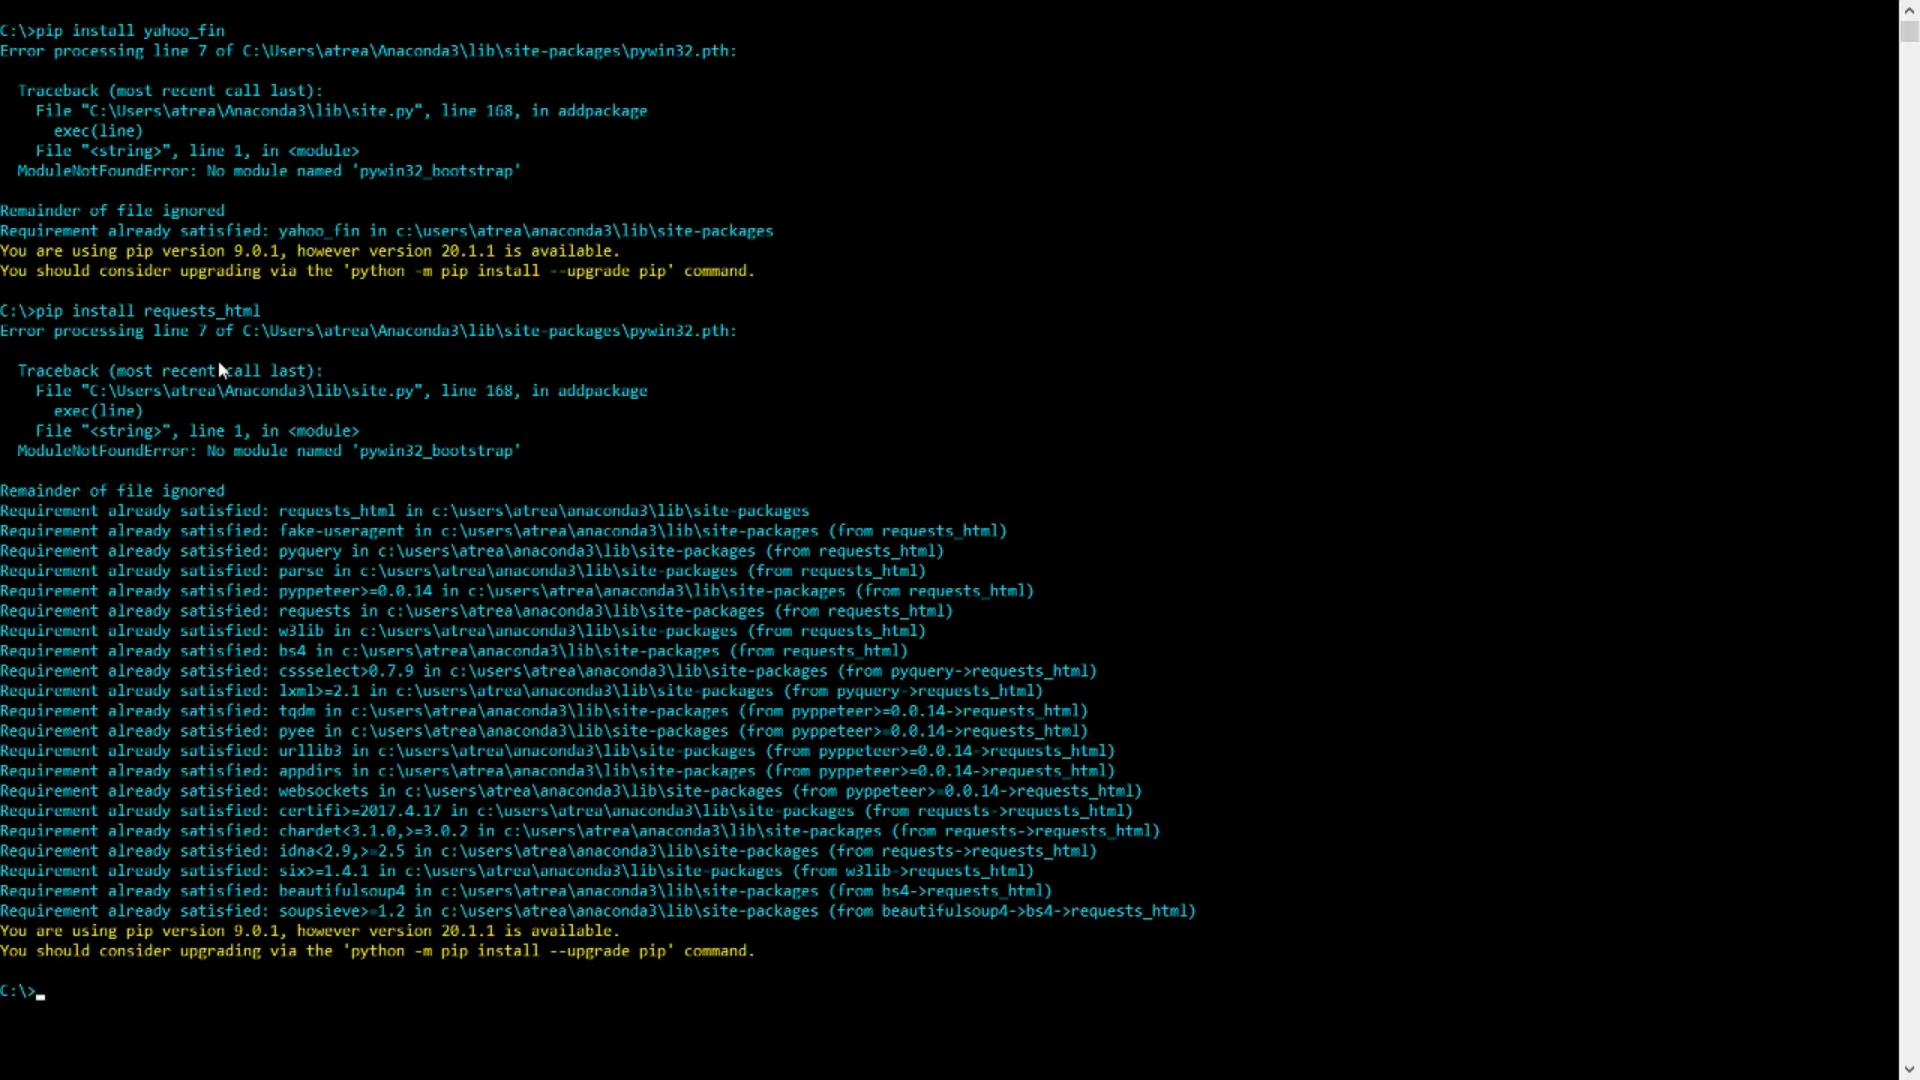 C:\>pip install yahoo_fin
Error processing line 7 of C:\Users\atrea\Anaconda3\lib\site-packages\pywin32.pth:
Traceback (most recent call last):
File "C:\Users\atrea\Anaconda3\lib\site.py", line 168, in addpackage
exec(line)
File "<string>", line 1, in <module>
ModuleNotFoundError: No module named 'pywin32_bootstrap'
Remainder of file ignored
Requirement already satisfied: yahoo_fin in c:\users\atrea\anaconda3\lib\site-packages
You are using pip version 9.0.1, however version 20.1.1 is available.
You should consider upgrading via the 'python -m pip install --upgrade pip' command.
C:\>pip install requests_html
Error processing line 7 of C:\Users\atrea\Anaconda3\lib\site-packages\pywin32.pth:
Traceback (most recent call last):
File "C:\Users\atrea\Anaconda3\lib\site.py", line 168, in addpackage
exec(line)
File "<string>", line 1, in <module>
ModuleNotFoundError: No module named 'pywin32_bootstrap'
Remainder of file ignored
Requirement already satisfied: requests_html in c:\users\atrea\anaconda3\lib\site-packages
Requirement already satisfied: fake-useragent in c:\users\atrea\anaconda3\lib\site-packages (from requests_html)
Requirement already satisfied: pyquery in c:\users\atrea\anaconda3\lib\site-packages (from requests_html)
Requirement already satisfied: parse in c:\users\atrea\anaconda3\lib\site-packages (from requests_html)
Requirement already satisfied: pyppeteer>=0.0.14 in c:\users\atrea\anaconda3\lib\site-packages (from requests_html)
Requirement already satisfied: requests in c:\users\atrea\anaconda3\lib\site-packages (from requests_html)
Requirement already satisfied: w3lib in c:\users\atrea\anaconda3\lib\site-packages (from requests_html)
Requirement already satisfied: bs4 in c:\users\atrea\anaconda3\lib\site-packages (from requests_html)
Requirement already satisfied: cssselect>0.7.9 in c:\users\atrea\anaconda3\lib\site-packages (from pyquery->requests_html)
Requirement already satisfied: lxml>=2.1 in c:\users\atrea\anaconda3\lib\site-packages (from pyquery->requests_html)
Requirement already satisfied: tqdm in c:\users\atrea\anaconda3\lib\site-packages (from pyppeteer>=0.0.14->requests_html)
Requirement already satisfied: pyee in c:\users\atrea\anaconda3\lib\site-packages (from pyppeteer>=0.0.14->requests_html)
Requirement already satisfied: urllib3 in c:\users\atrea\anaconda3\lib\site-packages (from pyppeteer>=0.0.14->requests_html)
Requirement already satisfied: appdirs in c:\users\atrea\anaconda3\lib\site-packages (from pyppeteer>=0.0.14->requests_html)
Requirement already satisfied: websockets in c:\users\atrea\anaconda3\lib\site-packages (from pyppeteer>=0.0.14->requests_html)
Requirement already satisfied: certifi>=2017.4.17 in c:\users\atrea\anaconda3\lib\site-packages (from requests->requests_html)
Requirement already satisfied: chardet<3.1.0,>=3.0.2 in c:\users\atrea\anaconda3\lib\site-packages (from requests->requests_html)
Requirement already satisfied: idna<2.9,>=2.5 in c:\users\atrea\anaconda3\lib\site-packages (from requests->requests_html)
Requirement already satisfied: six>=1.4.1 in c:\users\atrea\anaconda3\lib\site-packages (from w3lib->requests_html)
Requirement already satisfied: beautifulsoup4 in c:\users\atrea\anaconda3\lib\site-packages (from bs4->requests_html)
Requirement already satisfied: soupsieve>=1.2 in c:\users\atrea\anaconda3\lib\site-packages (from beautifulsoup4->bs4->requests_html)
You are using pip version 9.0.1, however version 20.1.1 is available.
You should consider upgrading via the 'python -m pip install --upgrade pip' command.
C:\>